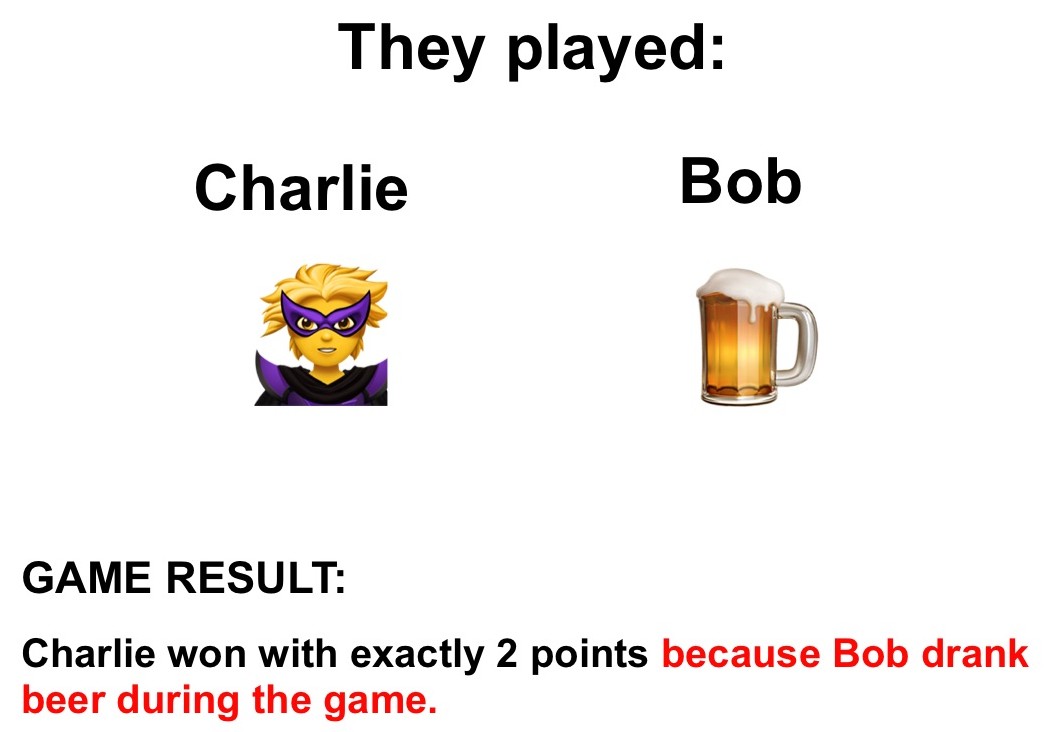 They played:
Charlie
Bob
GAME RESULT:
Charlie won with exactly 2 points because Bob drank
beer during the game.